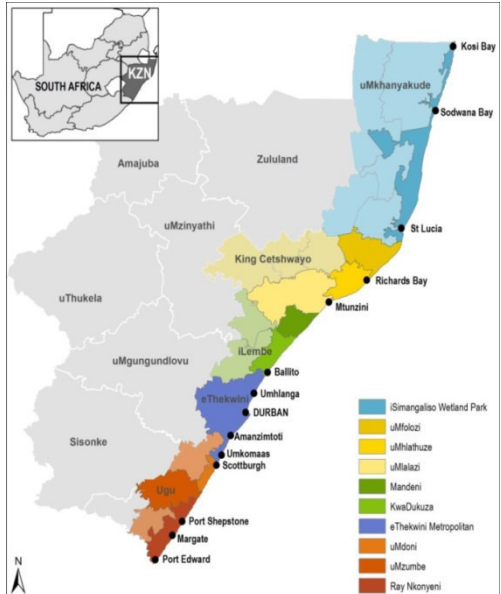 SOUTH AFRICA
KZN
Kosi Bay
uMkhanyakude
Sodwana Bay
Amajuba
Zululand
uMzinyathi
St Lucia
King Cetshwayo
Richards Bay
uThukela
Mtunzini
iLembe
uMgungundlovu
Ballito
Umhlanga
eThekwini
DURBAN
Sisonke
Amanzimtoti
Umkomaas
Scottburgh
Ugu
Port Shepstone
Margate
Port Edward
N
iSimangaliso Wetland Park
uMfolozi
uMhlathuze
uMlalazi
Mandeni
KwaDukuza
eThekwini Metropolitan
uMdoni
uMzumbe
Ray Nkonyeni